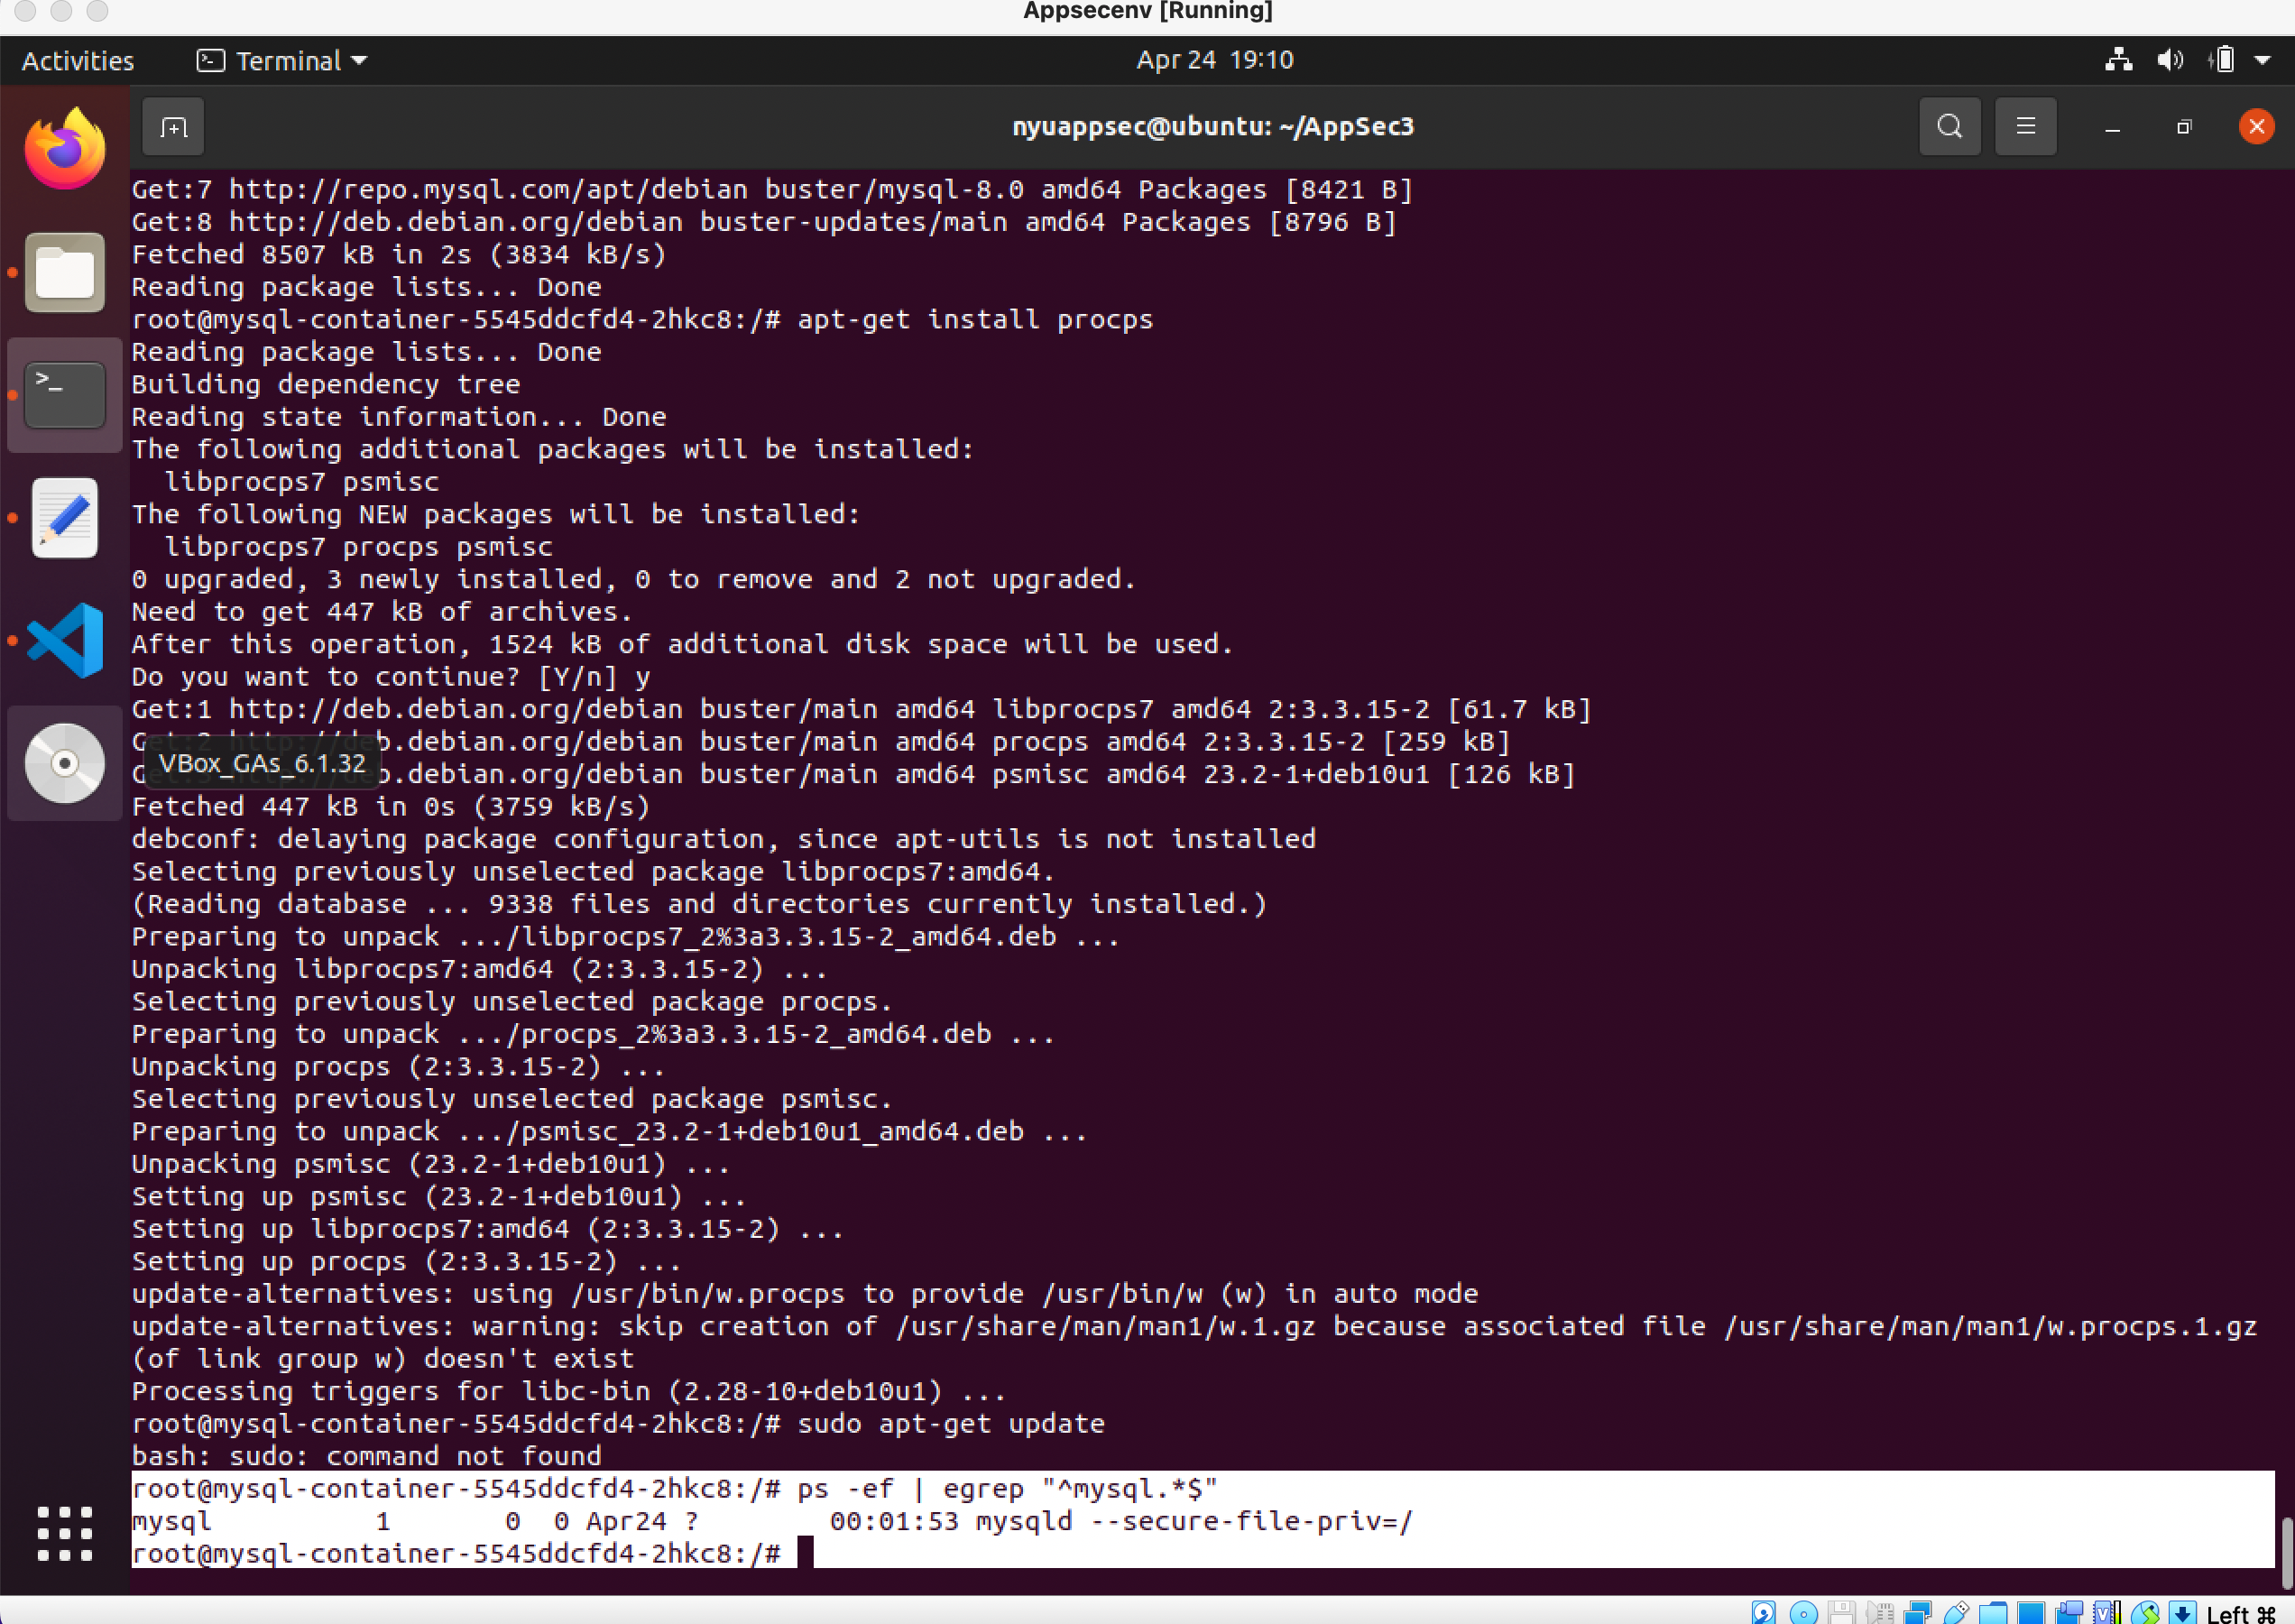 Appsecenv [Running]
Activities Terminal Apr 24 19:10
nyuappsec@ubuntu: ~/AppSec3
Get:7 http://repo.mysql.com/apt/debian buster/mysql-8.0 amd64 Packages [8421 B]
Get:8 http://deb.debian.org/debian buster-updates/main amd64 Packages [8796 B]
Fetched 8507 kB in 2s (3834 kB/s)
Reading package lists... Done
root@mysql-container-5545ddcfd4-2hkc8:/# apt-get install procps
Reading package lists... Done
Building dependency tree
Reading state information... Done
The following additional packages will be installed:
  libprocps7 psmisc
The following NEW packages will be installed:
  libprocps7 procps psmisc
0 upgraded, 3 newly installed, 0 to remove and 2 not upgraded.
Need to get 447 kB of archives.
After this operation, 1524 kB of additional disk space will be used.
Do you want to continue? [Y/n] y
Get:1 http://deb.debian.org/debian buster/main amd64 libprocps7 amd64 2:3.3.15-2 [61.7 kB]
Get:2 http://deb.debian.org/debian buster/main amd64 procps amd64 2:3.3.15-2 [259 kB]
VBox_GAs_6.1.32
b.debian.org/debian buster/main amd64 psmisc amd64 23.2-1+deb10u1 [126 kB]
Fetched 447 kB in 0s (3759 kB/s)
debconf: delaying package configuration, since apt-utils is not installed
Selecting previously unselected package libprocps7:amd64.
(Reading database ... 9338 files and directories currently installed.)
Preparing to unpack .../libprocps7_2%3a3.3.15-2_amd64.deb ...
Unpacking libprocps7:amd64 (2:3.3.15-2) ...
Selecting previously unselected package procps.
Preparing to unpack .../procps_2%3a3.3.15-2_amd64.deb ...
Unpacking procps (2:3.3.15-2) ...
Selecting previously unselected package psmisc.
Preparing to unpack .../psmisc_23.2-1+deb10u1_amd64.deb ...
Unpacking psmisc (23.2-1+deb10u1) ...
Setting up psmisc (23.2-1+deb10u1) ...
Setting up libprocps7:amd64 (2:3.3.15-2) ...
Setting up procps (2:3.3.15-2) ...
update-alternatives: using /usr/bin/w.procps to provide /usr/bin/w (w) in auto mode
update-alternatives: warning: skip creation of /usr/share/man/man1/w.1.gz because associated file /usr/share/man/man1/w.procps.1.gz
(of link group w) doesn't exist
Processing triggers for libc-bin (2.28-10+deb10u1) ...
root@mysql-container-5545ddcfd4-2hkc8:/# sudo apt-get update
bash: sudo: command not found
root@mysql-container-5545ddcfd4-2hkc8:/# ps -ef | egrep "^mysql.*$"
mysql          1       0  0 Apr24 ?        00:01:53 mysqld --secure-file-priv=/
root@mysql-container-5545ddcfd4-2hkc8:/#
Left ⌘